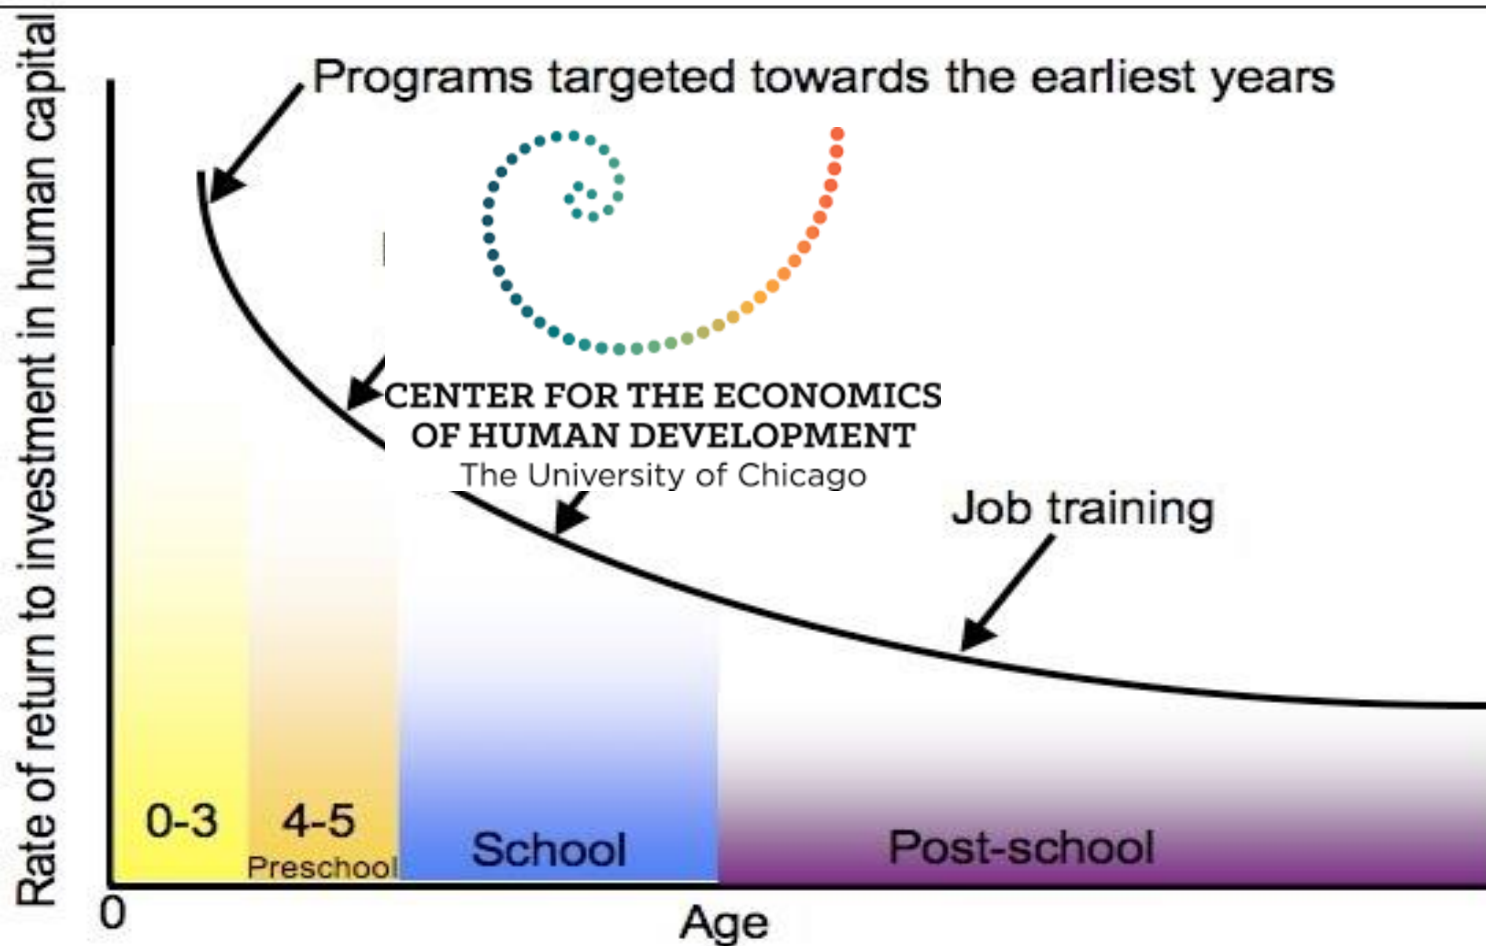 Rate of return to investment in human capital
Programs targeted towards the earliest years
CENTER FOR THE ECONOMICS
OF HUMAN DEVELOPMENT
The University of Chicago
Job training
0-3
4-5
Preschool
School
Post-school
0
Age